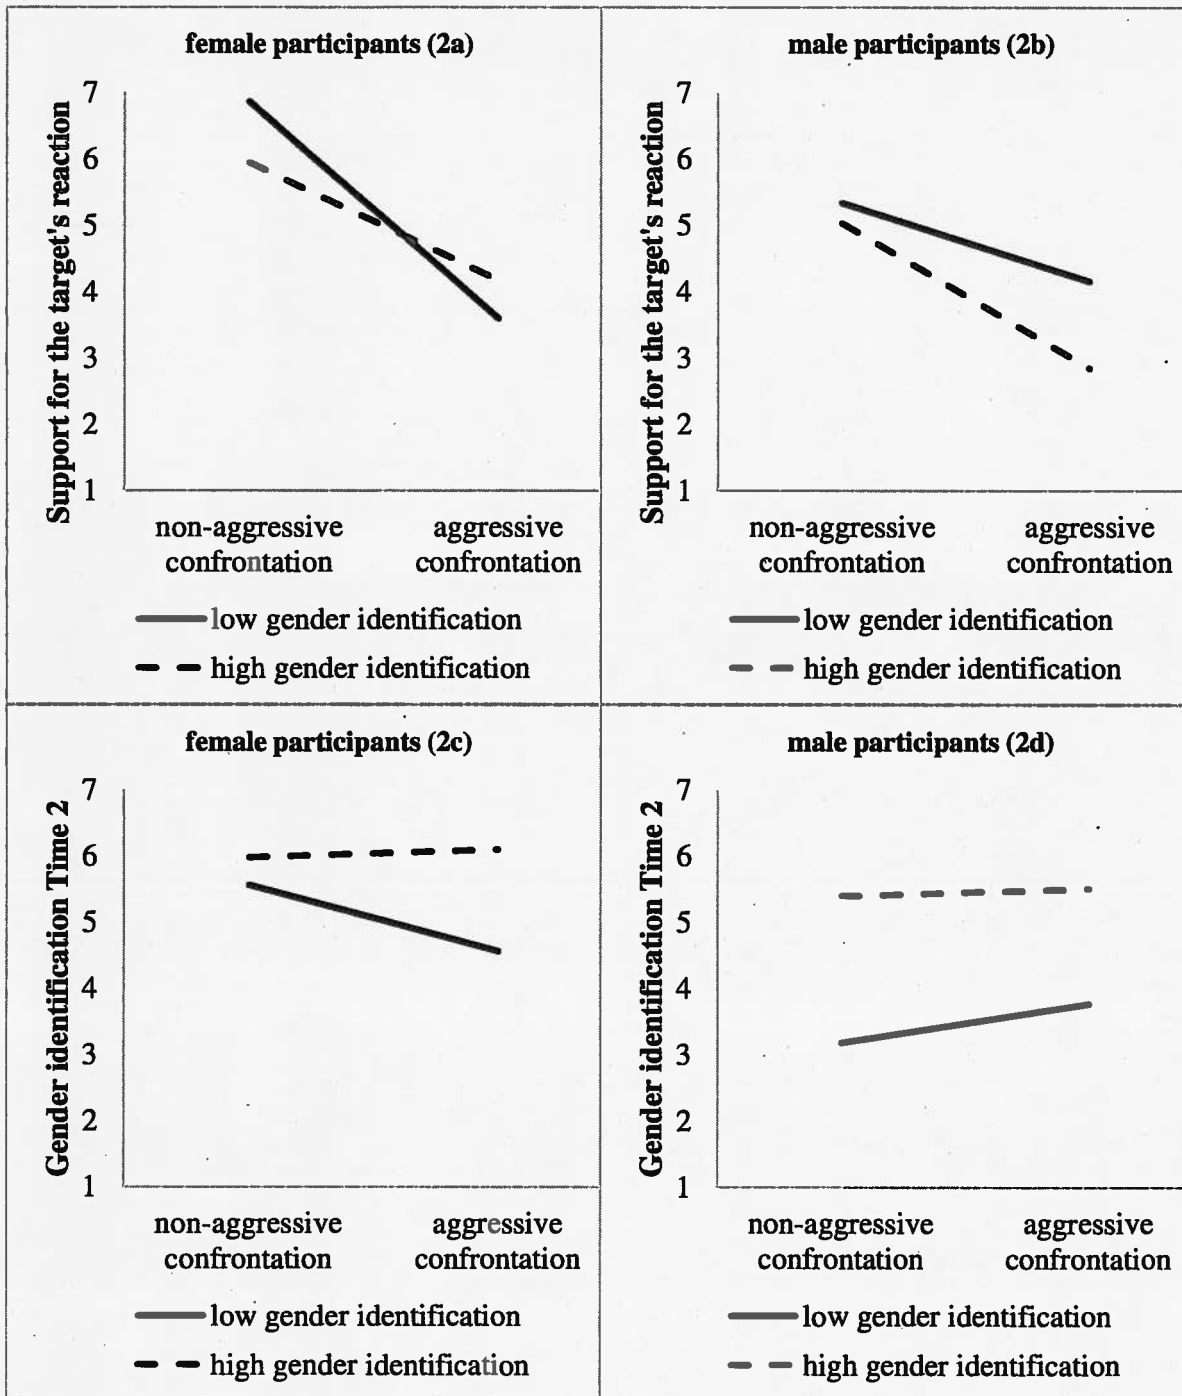 female participants (2a)
Support for the target's reaction
7
6
5
4
3
2
1
non-aggressive confrontation
aggressive confrontation
low gender identification
high gender identification
male participants (2b)
Support for the target's reaction
7
6
5
4
3
2
1
non-aggressive confrontation
aggressive confrontation
low gender identification
high gender identification
female participants (2c)
Gender identification Time 2
7
6
5
4
3
2
1
non-aggressive confrontation
aggressive confrontation
low gender identification
high gender identification
male participants (2d)
Gender identification Time 2
7
6
5
4
3
2
1
non-aggressive confrontation
aggressive confrontation
low gender identification
high gender identification